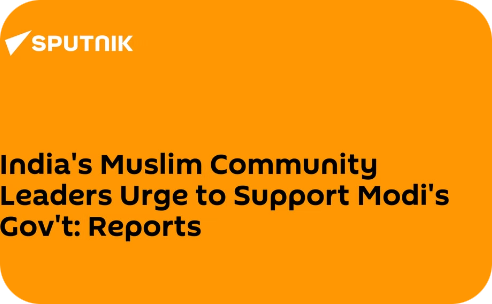 SPUTNIK
India's Muslim Community
Leaders Urge to Support Modi's
Gov't: Reports